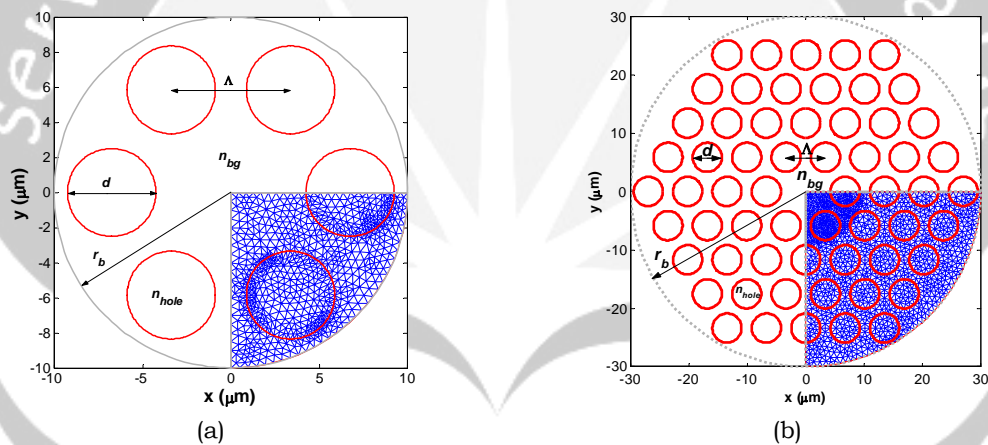 10
8
6
4
2
0
-2
-4
-6
-8
-10
y (μm)
-10 -5 0 5 10
x (μm)
Λ
n_bg
d
r_b
n_hole
(a)
30
20
10
0
-10
-20
-30
y (μm)
-30 -20 -10 0 10 20 30
x (μm)
d
Λ
n_bg
r_b
n_hole
(b)